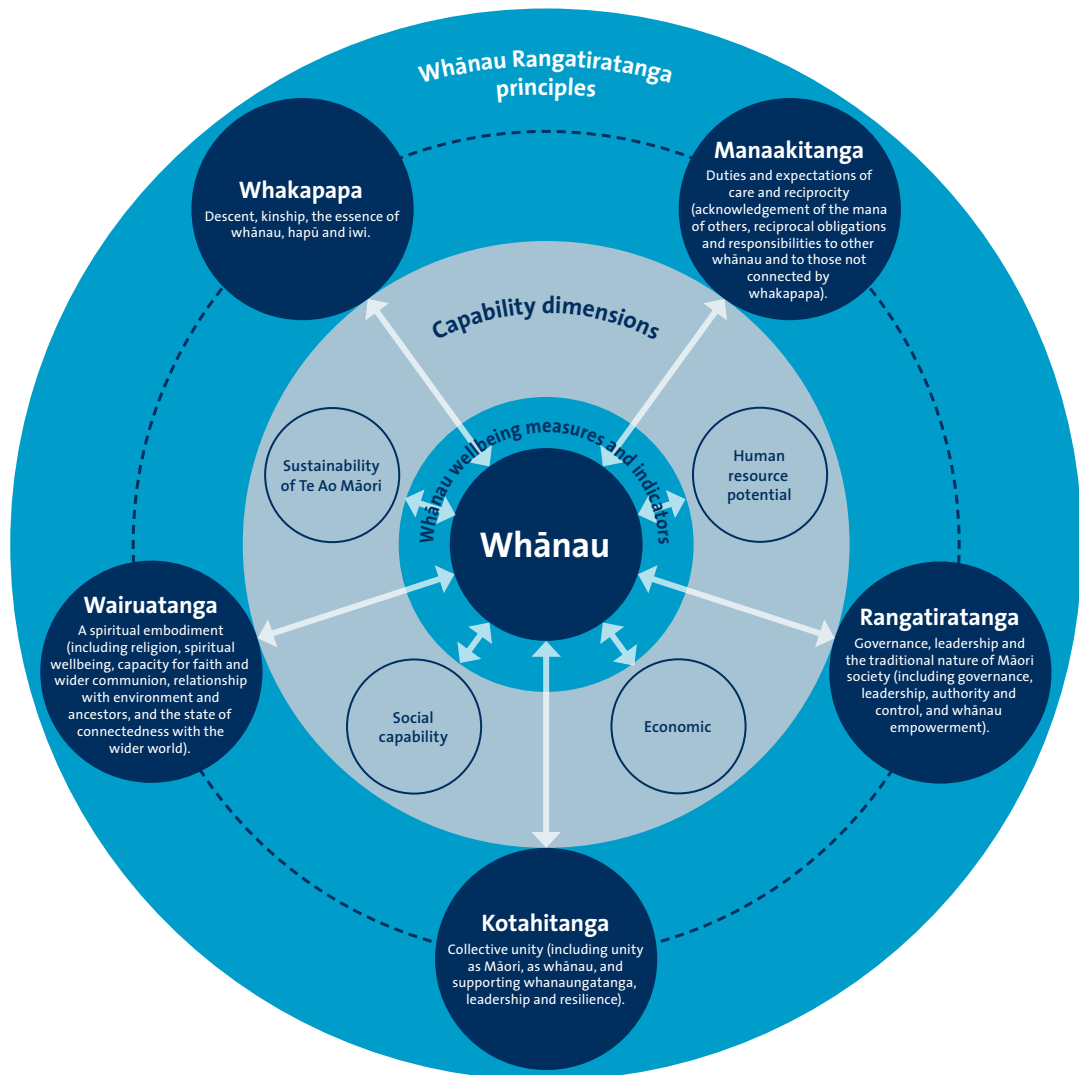 Whānau Rangatiratanga
principles
Whakapapa
Descent, kinship, the essence of
whānau, hapū and iwi.
Manaakitanga
Duties and expectations of
care and reciprocity
(acknowledgement of the mana
of others, reciprocal obligations
and responsibilities to other
whānau and to those not
connected by
whakapapa).
Capability dimensions
Sustainability
of Te Ao Māori
Human
resource
potential
Whānau wellbeing measures and indicators
Whānau
Wairuatanga
A spiritual embodiment
(including religion, spiritual
wellbeing, capacity for faith and
wider communion, relationship
with environment and
ancestors, and the state of
connectedness with the
wider world).
Rangatiratanga
Governance, leadership and
the traditional nature of Māori
society (including governance,
leadership, authority and
control, and whānau
empowerment).
Social
capability
Economic
Kotahitanga
Collective unity (including unity
as Māori, as whānau, and
supporting whanaungatanga,
leadership and resilience).